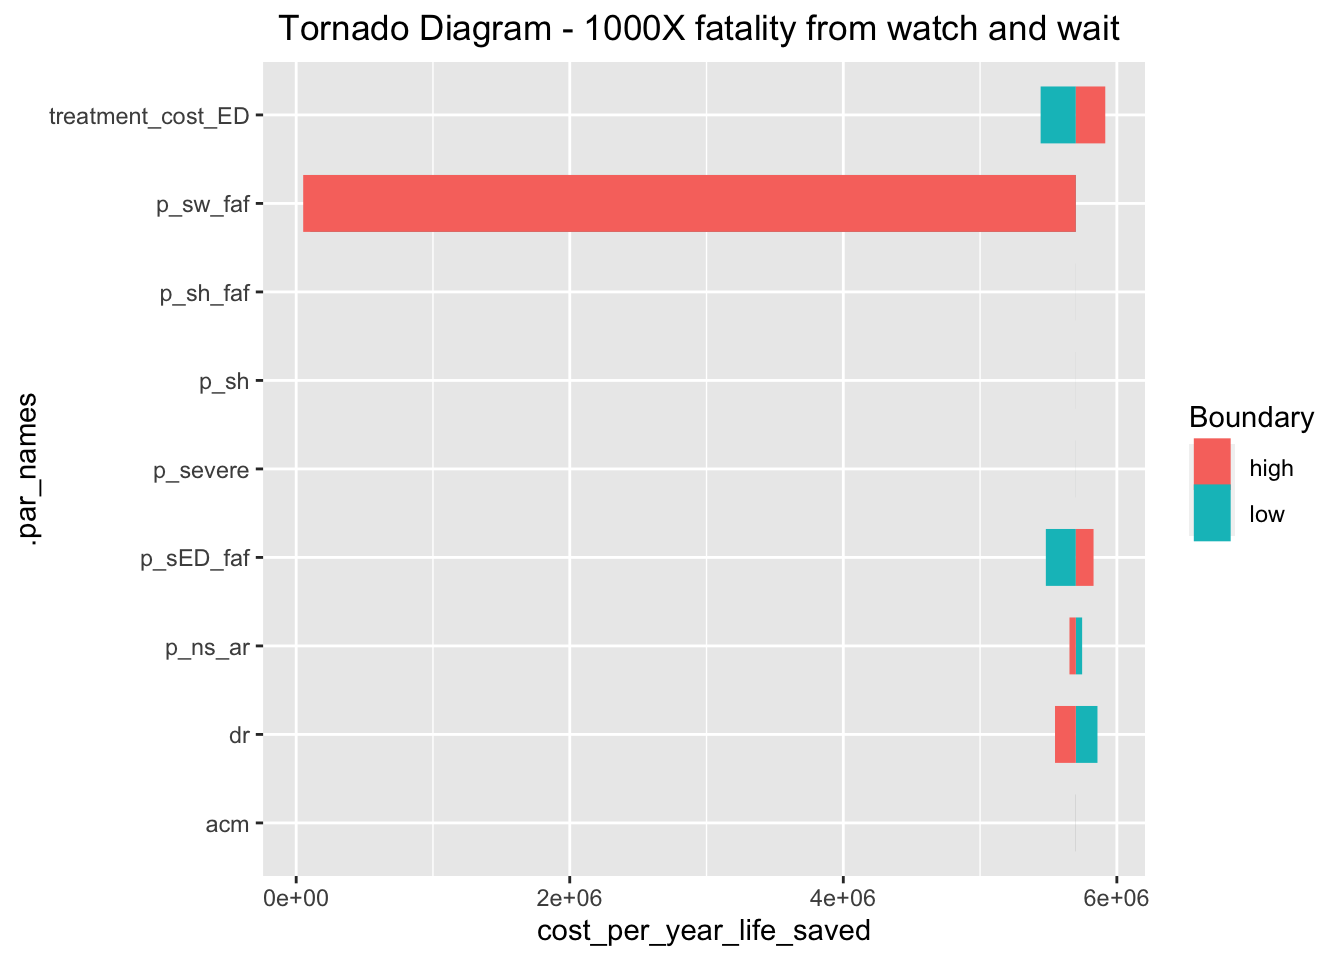 Tornado Diagram - 1000X fatality from watch and wait
treatment_cost_ED
p_sw_faf
p_sh_faf
p_sh
p_severe
p_sED_faf
p_ns_ar
dr
acm
.par_names
0e+00 2e+06 4e+06 6e+06
cost_per_year_life_saved
Boundary
high
low